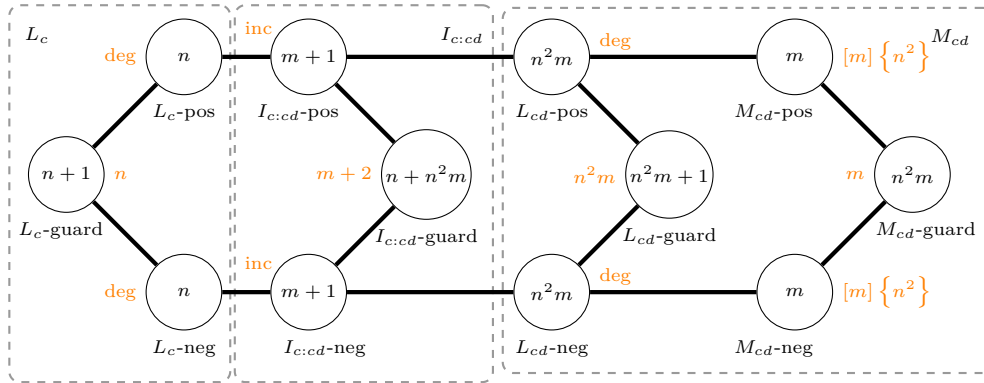 L_c
inc
I_{c:cd}
deg
M_{cd}
deg
n
m + 1
n^2m
m
[m] {n^2}
L_c-pos
I_{c:cd}-pos
L_{cd}-pos
M_{cd}-pos
n + 1
n
m + 2
n + n^2m
n^2m
n^2m + 1
m
n^2m
L_c-guard
I_{c:cd}-guard
L_{cd}-guard
M_{cd}-guard
inc
deg
deg
n
m + 1
n^2m
m
[m] {n^2}
L_c-neg
I_{c:cd}-neg
L_{cd}-neg
M_{cd}-neg